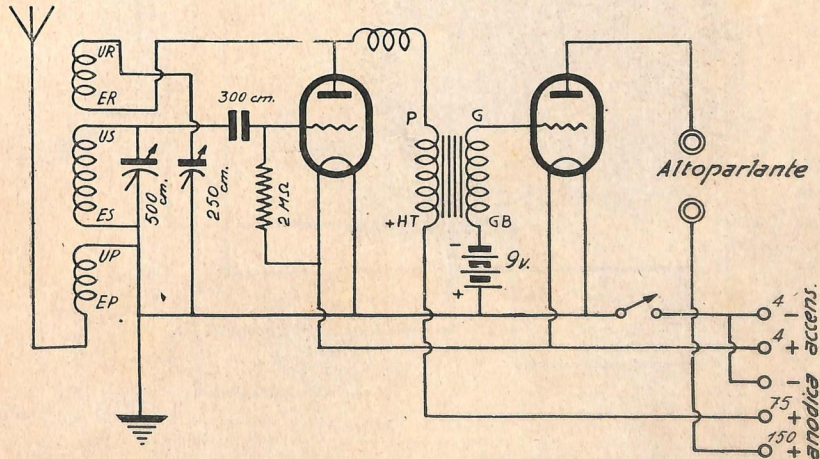 UR
ER
US
ES
UP
EP
500 cm.
250 cm.
300 cm.
2 MΩ
P
G
+HT
GB
-
9v.
+
Altoparlante
4 -
4 +
accens.
-
75 +
150 +
anodica